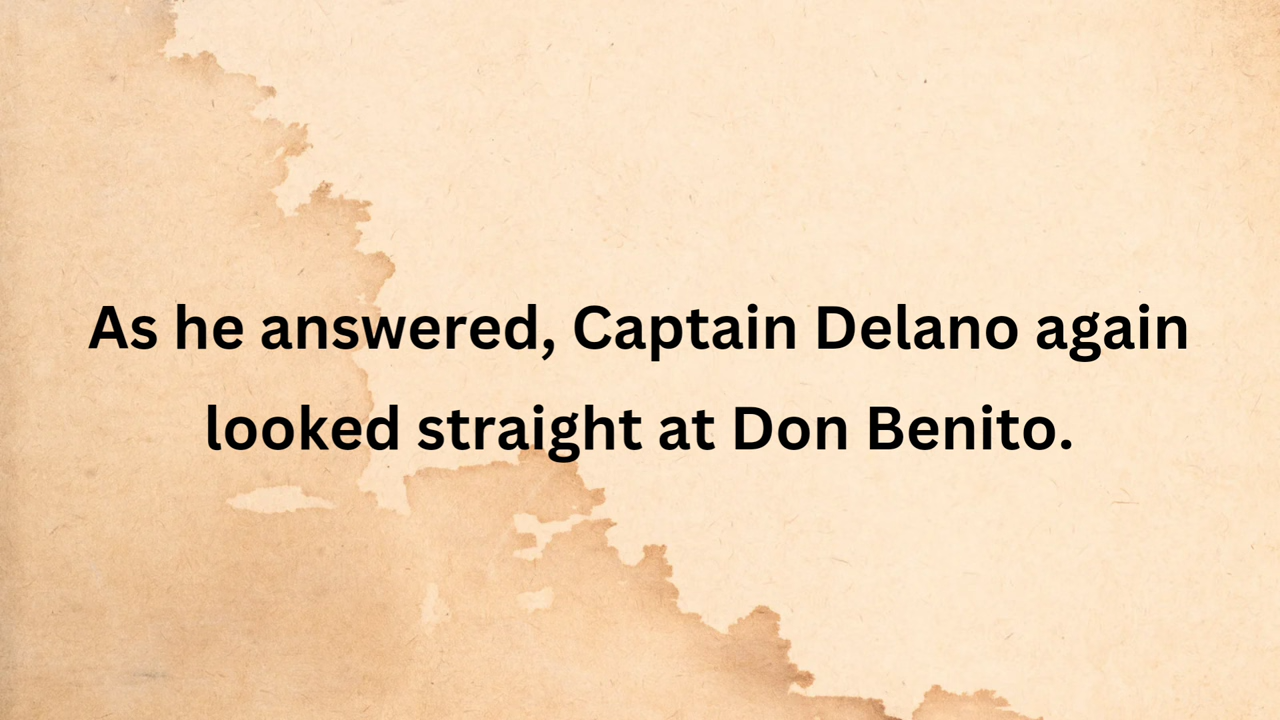 As he answered, Captain Delano again
looked straight at Don Benito.